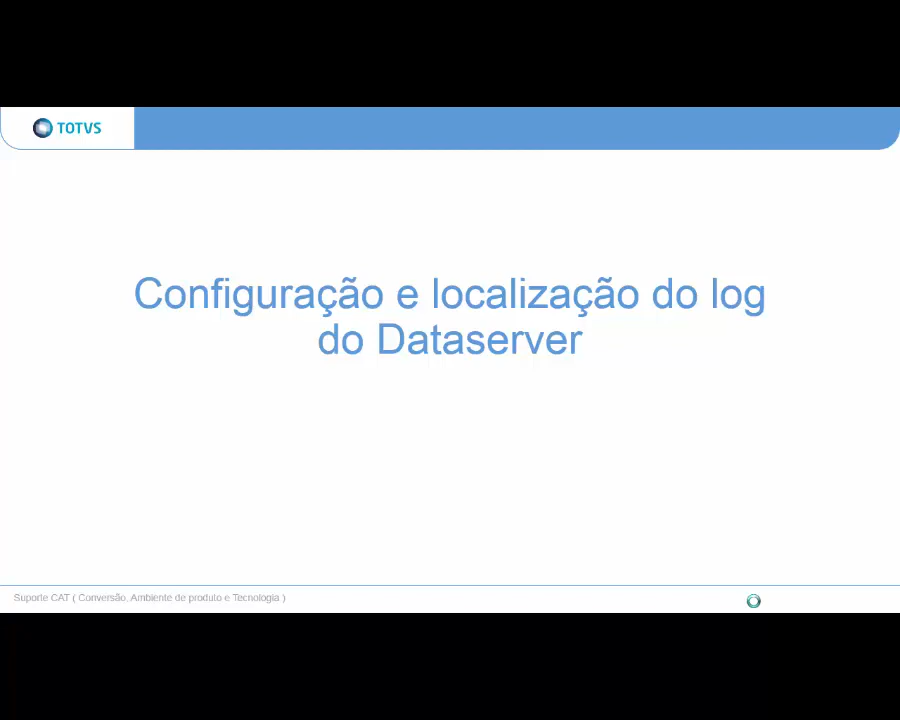 TOTVS
Configuração e localização do log
do Dataserver
Suporte CAT ( Conversão, Ambiente de produto e Tecnologia )